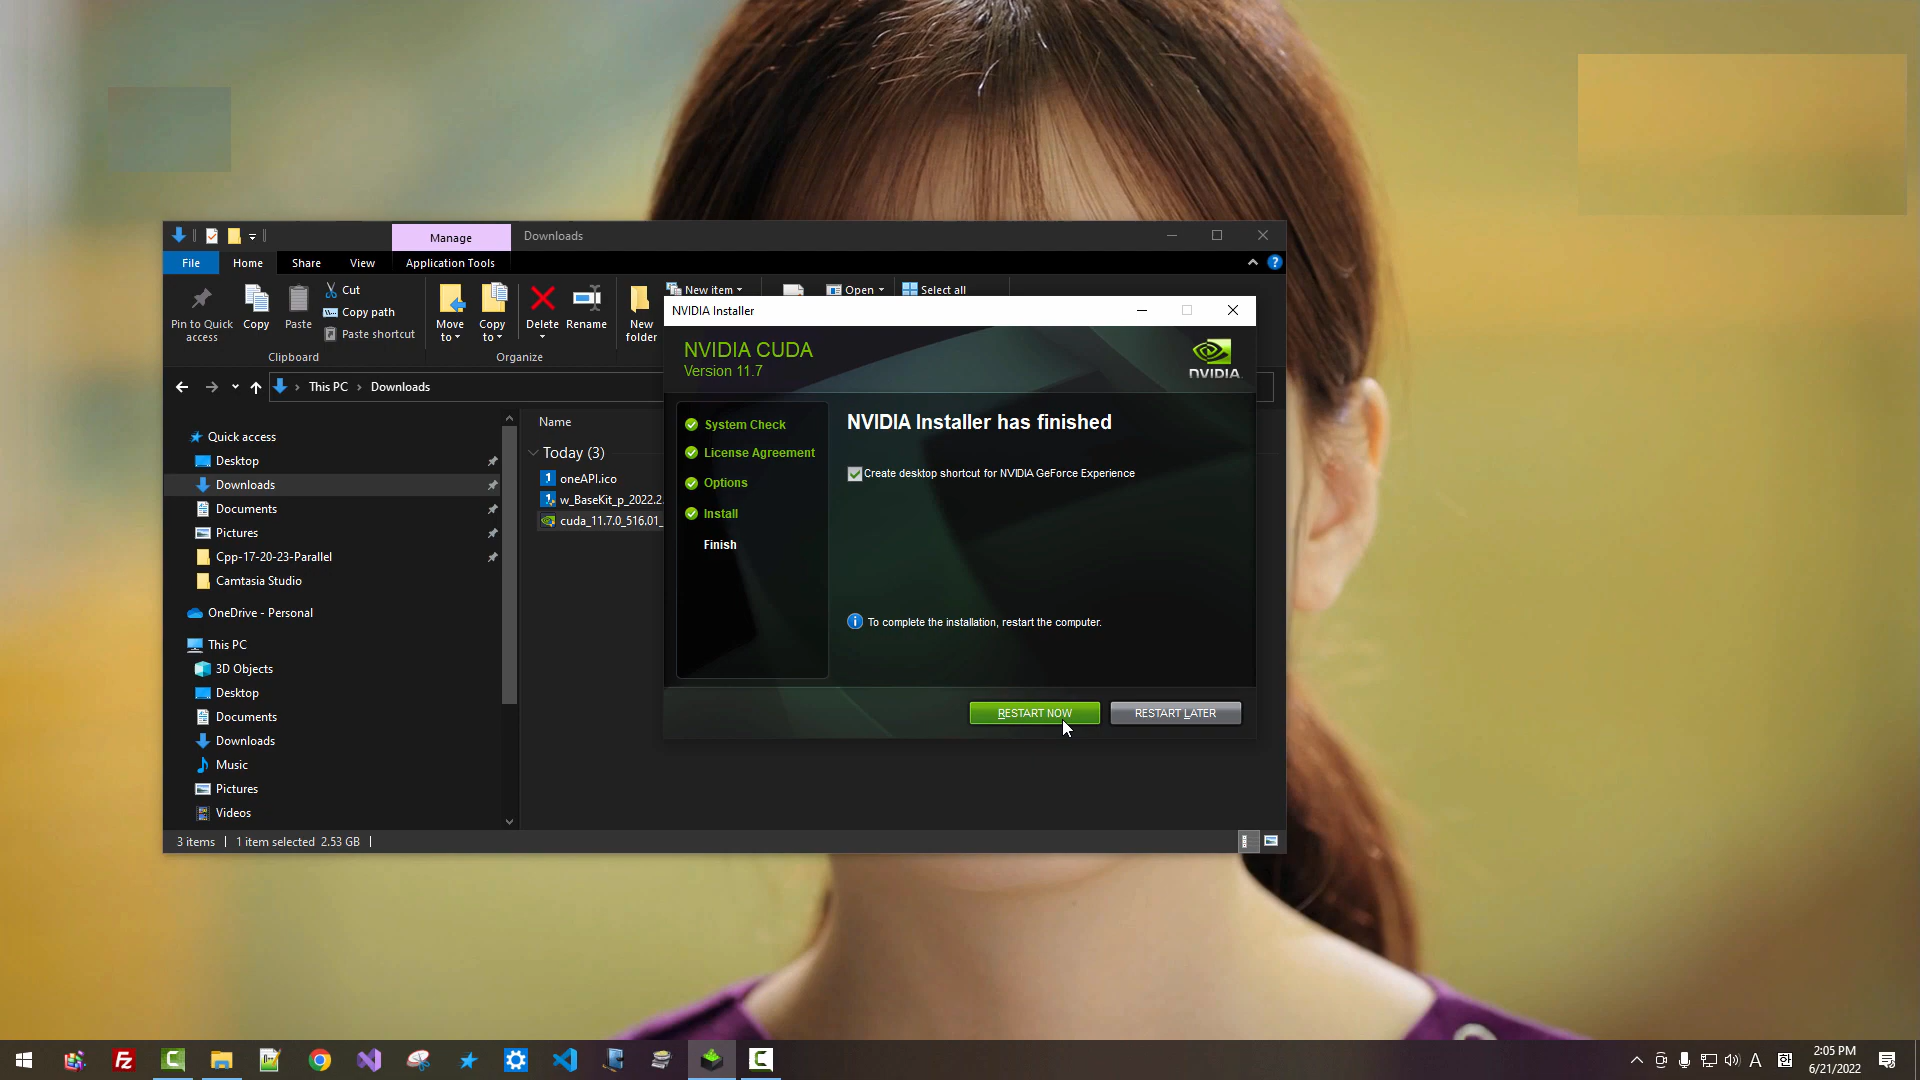 Manage
Downloads
File
Home
Share
View
Application Tools
Pin to Quick access
Copy
Paste
Cut
Copy path
Paste shortcut
Clipboard
Move to
Copy to
Delete
Rename
Organize
New folder
New item
Open
Select all
This PC
Downloads
Quick access
Desktop
Downloads
Documents
Pictures
Cpp-17-20-23-Parallel
Camtasia Studio
OneDrive - Personal
This PC
3D Objects
Desktop
Documents
Downloads
Music
Pictures
Videos
Name
Today (3)
oneAPI.ico
w_BaseKit_p_2022.2.
cuda_11.7.0_516.01_
3 items
1 item selected 2.53 GB
NVIDIA Installer
NVIDIA CUDA
Version 11.7
NVIDIA
System Check
License Agreement
Options
Install
Finish
NVIDIA Installer has finished
Create desktop shortcut for NVIDIA GeForce Experience
To complete the installation, restart the computer.
RESTART NOW
RESTART LATER
A
2:05 PM
6/21/2022